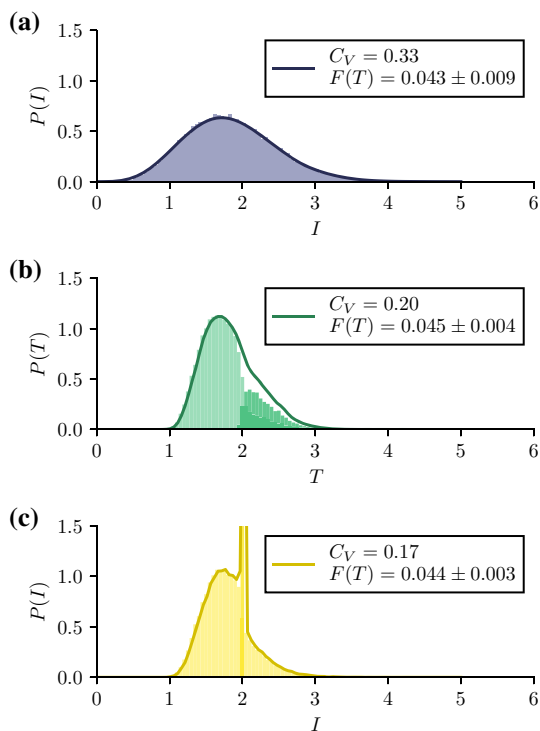 (a)
1.5
1.0
0.5
0.0
P(I)
C_V = 0.33
F(T) = 0.043 ± 0.009
0 1 2 3 4 5 6
I
(b)
1.5
1.0
0.5
0.0
P(T)
C_V = 0.20
F(T) = 0.045 ± 0.004
0 1 2 3 4 5 6
T
(c)
1.5
1.0
0.5
0.0
P(I)
C_V = 0.17
F(T) = 0.044 ± 0.003
0 1 2 3 4 5 6
I